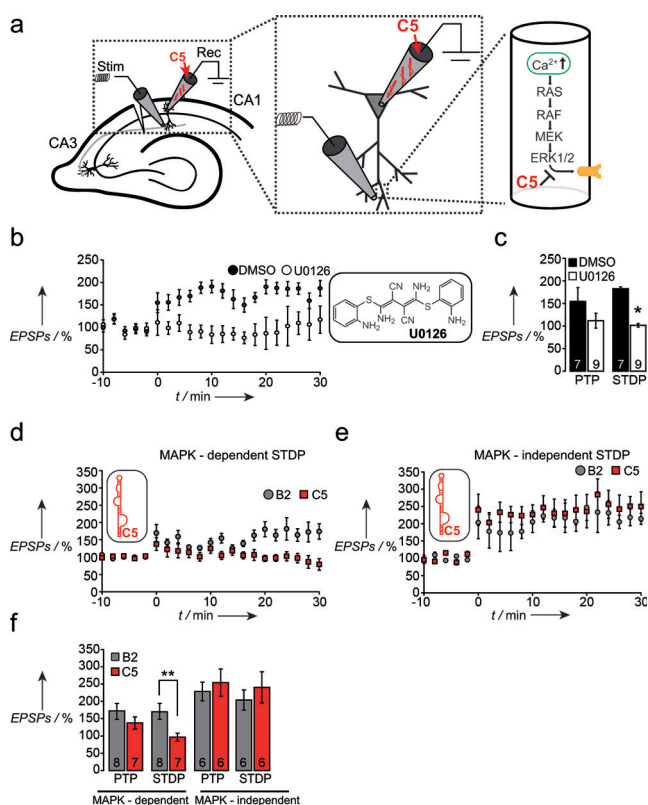 a
C5
Stim
Rec
CA1
CA3
C5
Ca²⁺
RAS
RAF
MEK
ERK1/2
C5
b
DMSO
U0126
250
200
150
100
50
0
EPSPs / %
-10
0
10
20
30
t / min
CN
NH₂
S
S
NH₂
NH₂
CN
NH₂
U0126
c
DMSO
U0126
250
200
150
100
50
0
EPSPs / %
*
7
9
7
9
PTP
STDP
d
MAPK - dependent STDP
B2
C5
C5
350
300
250
200
150
100
50
0
EPSPs / %
-10
0
10
20
30
t / min
e
MAPK - independent STDP
B2
C5
C5
350
300
250
200
150
100
50
0
EPSPs / %
-10
0
10
20
30
t / min
f
B2
C5
350
300
250
200
150
100
50
0
EPSPs / %
**
8
7
8
7
6
6
6
6
PTP
STDP
PTP
STDP
MAPK - dependent
MAPK - independent